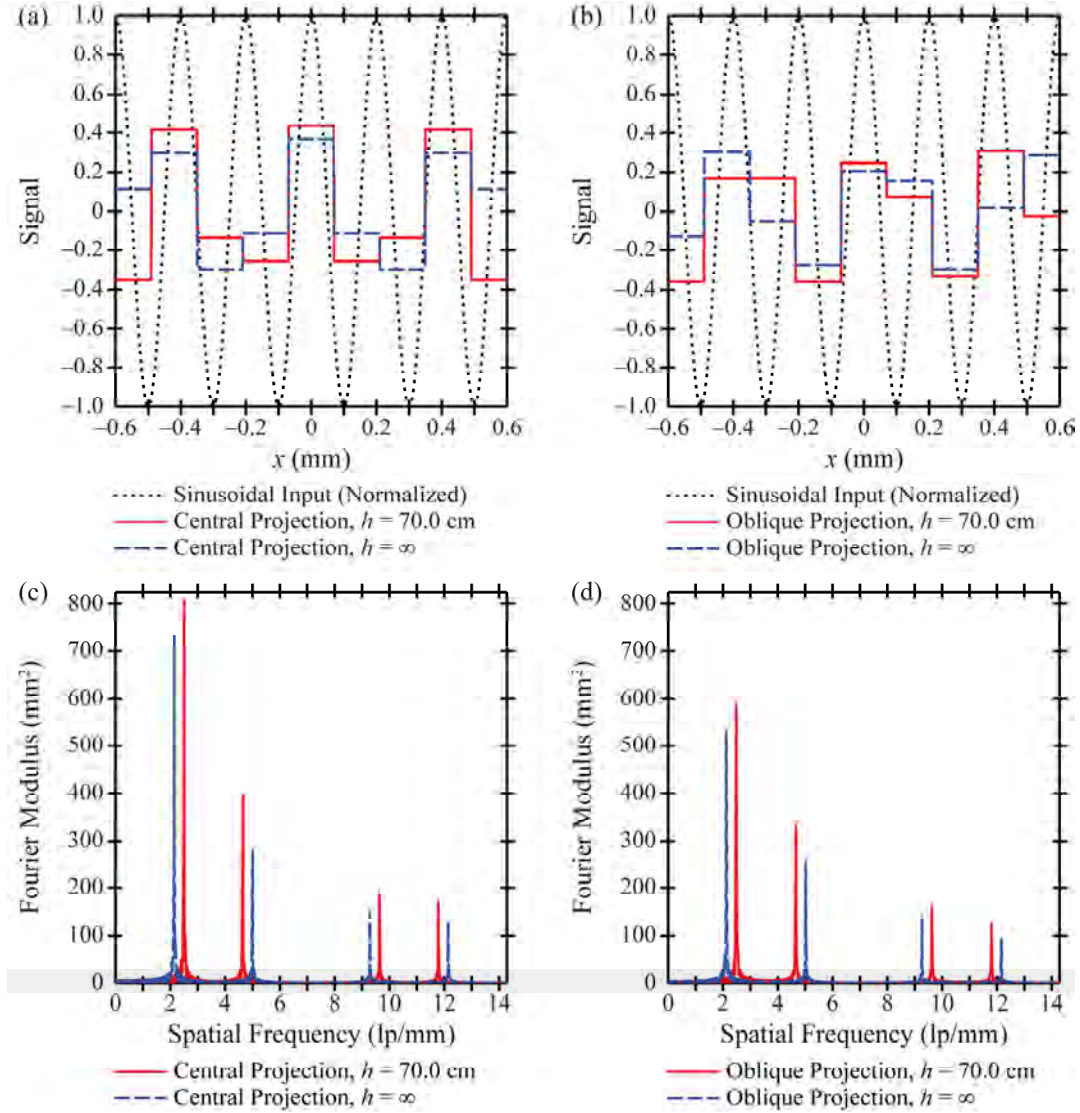 (a)
1.0
0.8
0.6
0.4
0.2
0
−0.2
−0.4
−0.6
−0.8
−1.0
Signal
−0.6 −0.4 −0.2 0 0.2 0.4 0.6
x (mm)
Sinusoidal Input (Normalized)
Central Projection, h = 70.0 cm
Central Projection, h = ∞
(b)
1.0
0.8
0.6
0.4
0.2
0
−0.2
−0.4
−0.6
−0.8
−1.0
Signal
−0.6 −0.4 −0.2 0 0.2 0.4 0.6
x (mm)
Sinusoidal Input (Normalized)
Oblique Projection, h = 70.0 cm
Oblique Projection, h = ∞
(c)
800
700
600
500
400
300
200
100
0
Fourier Modulus (mm²)
0 2 4 6 8 10 12 14
Spatial Frequency (lp/mm)
Central Projection, h = 70.0 cm
Central Projection, h = ∞
(d)
800
700
600
500
400
300
200
100
0
Fourier Modulus (mm²)
0 2 4 6 8 10 12 14
Spatial Frequency (lp/mm)
Oblique Projection, h = 70.0 cm
Oblique Projection, h = ∞